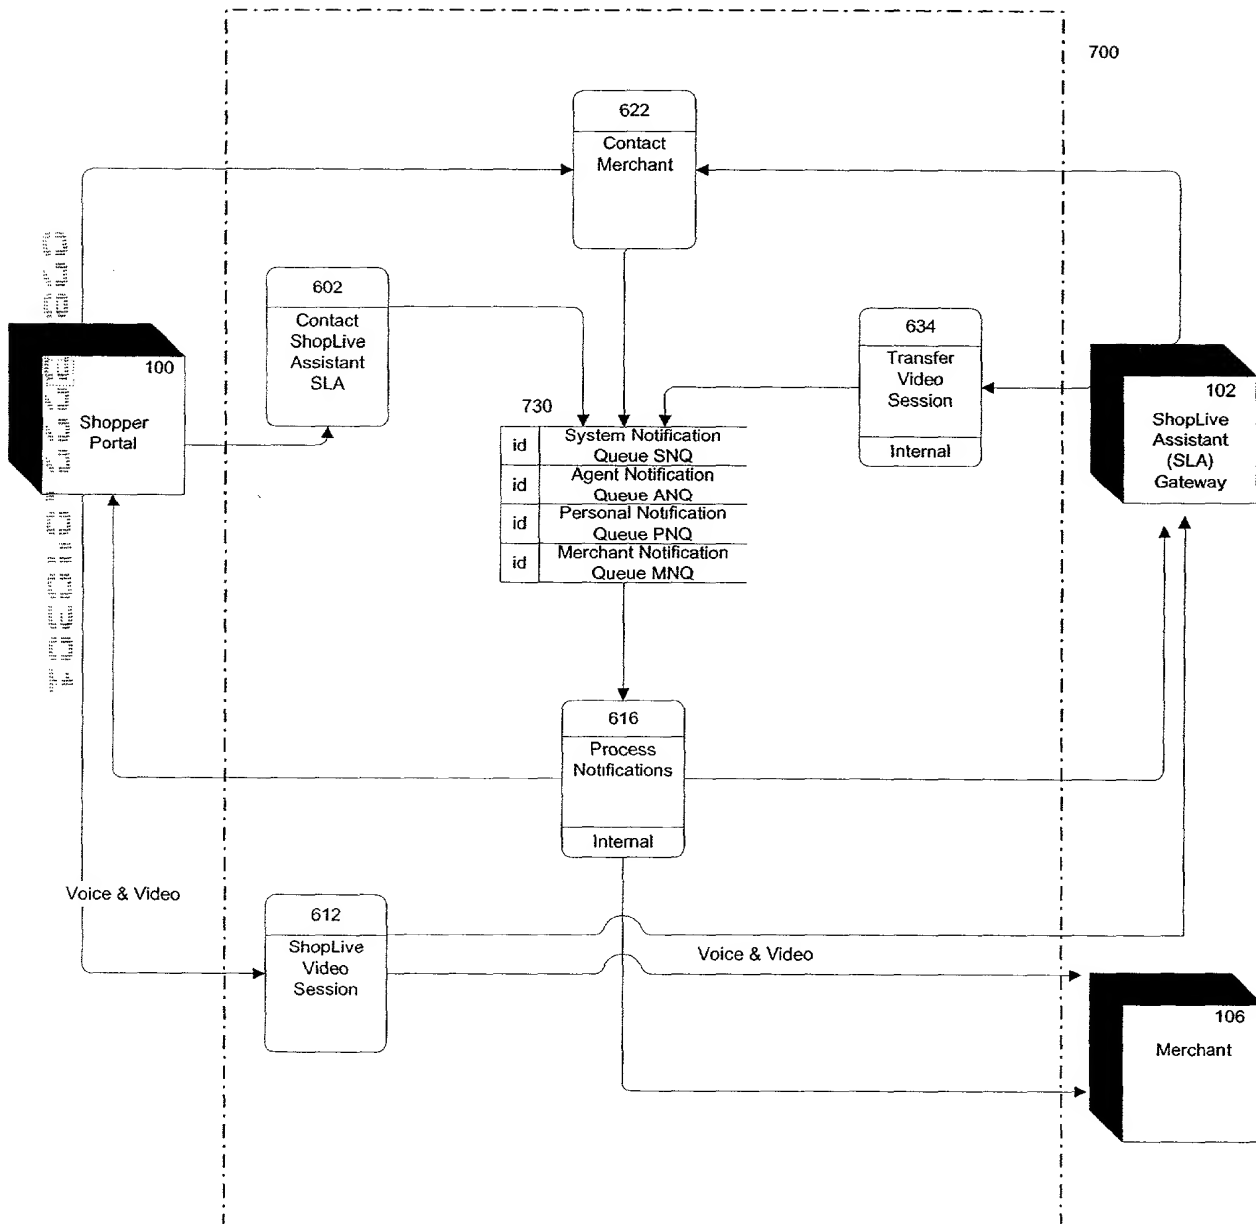 700
622
Contact
Merchant
602
Contact
ShopLive
Assistant
SLA
634
Transfer
Video
Session
Internal
100
Shopper
Portal
102
ShopLive
Assistant
(SLA)
Gateway
730
id
System Notification
Queue SNQ
id
Agent Notification
Queue ANQ
id
Personal Notification
Queue PNQ
id
Merchant Notification
Queue MNQ
616
Process
Notifications
Internal
Voice & Video
612
ShopLive
Video
Session
Voice & Video
106
Merchant